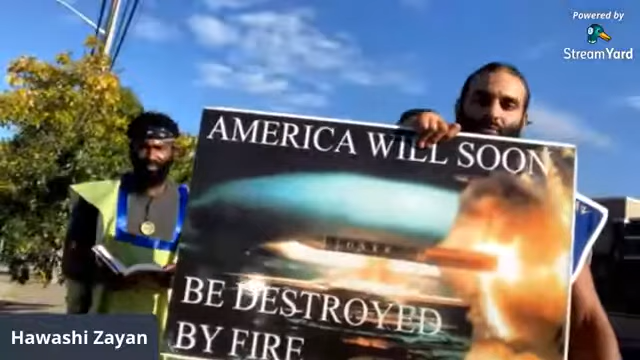 Powered by
StreamYard
AMERICA WILL SOON
BE DESTROYED
BY FIRE
Hawashi Zayan